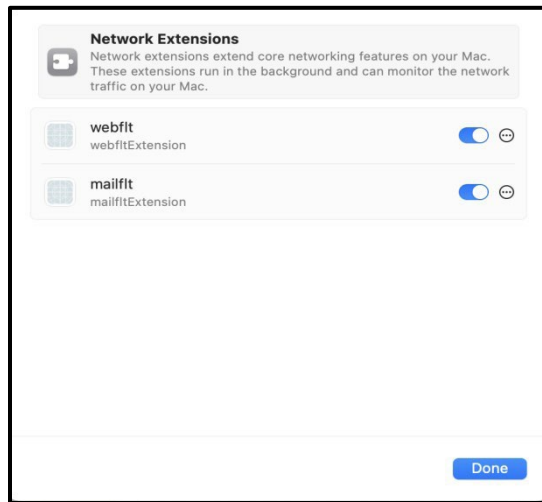 Network Extensions
Network extensions extend core networking features on your Mac.
These extensions run in the background and can monitor the network
traffic on your Mac.
webflt
webfltExtension
mailflt
mailfltExtension
Done